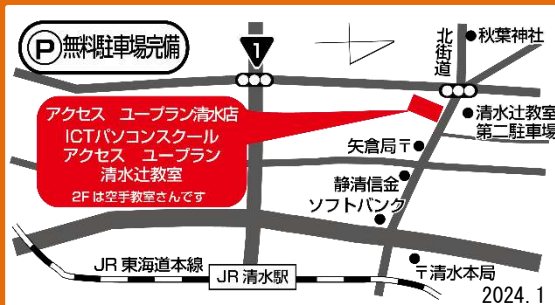 P無料駐車場完備
1
北街道
秋葉神社
アクセス ユープラン清水店
ICTパソコンスクール
アクセス ユープラン
清水辻教室
2Fは空手教室さんです
清水辻教室
第二駐車場
矢倉局〒
静清信金
ソフトバンク
JR東海道本線
JR清水駅
〒清水本局
2024.1